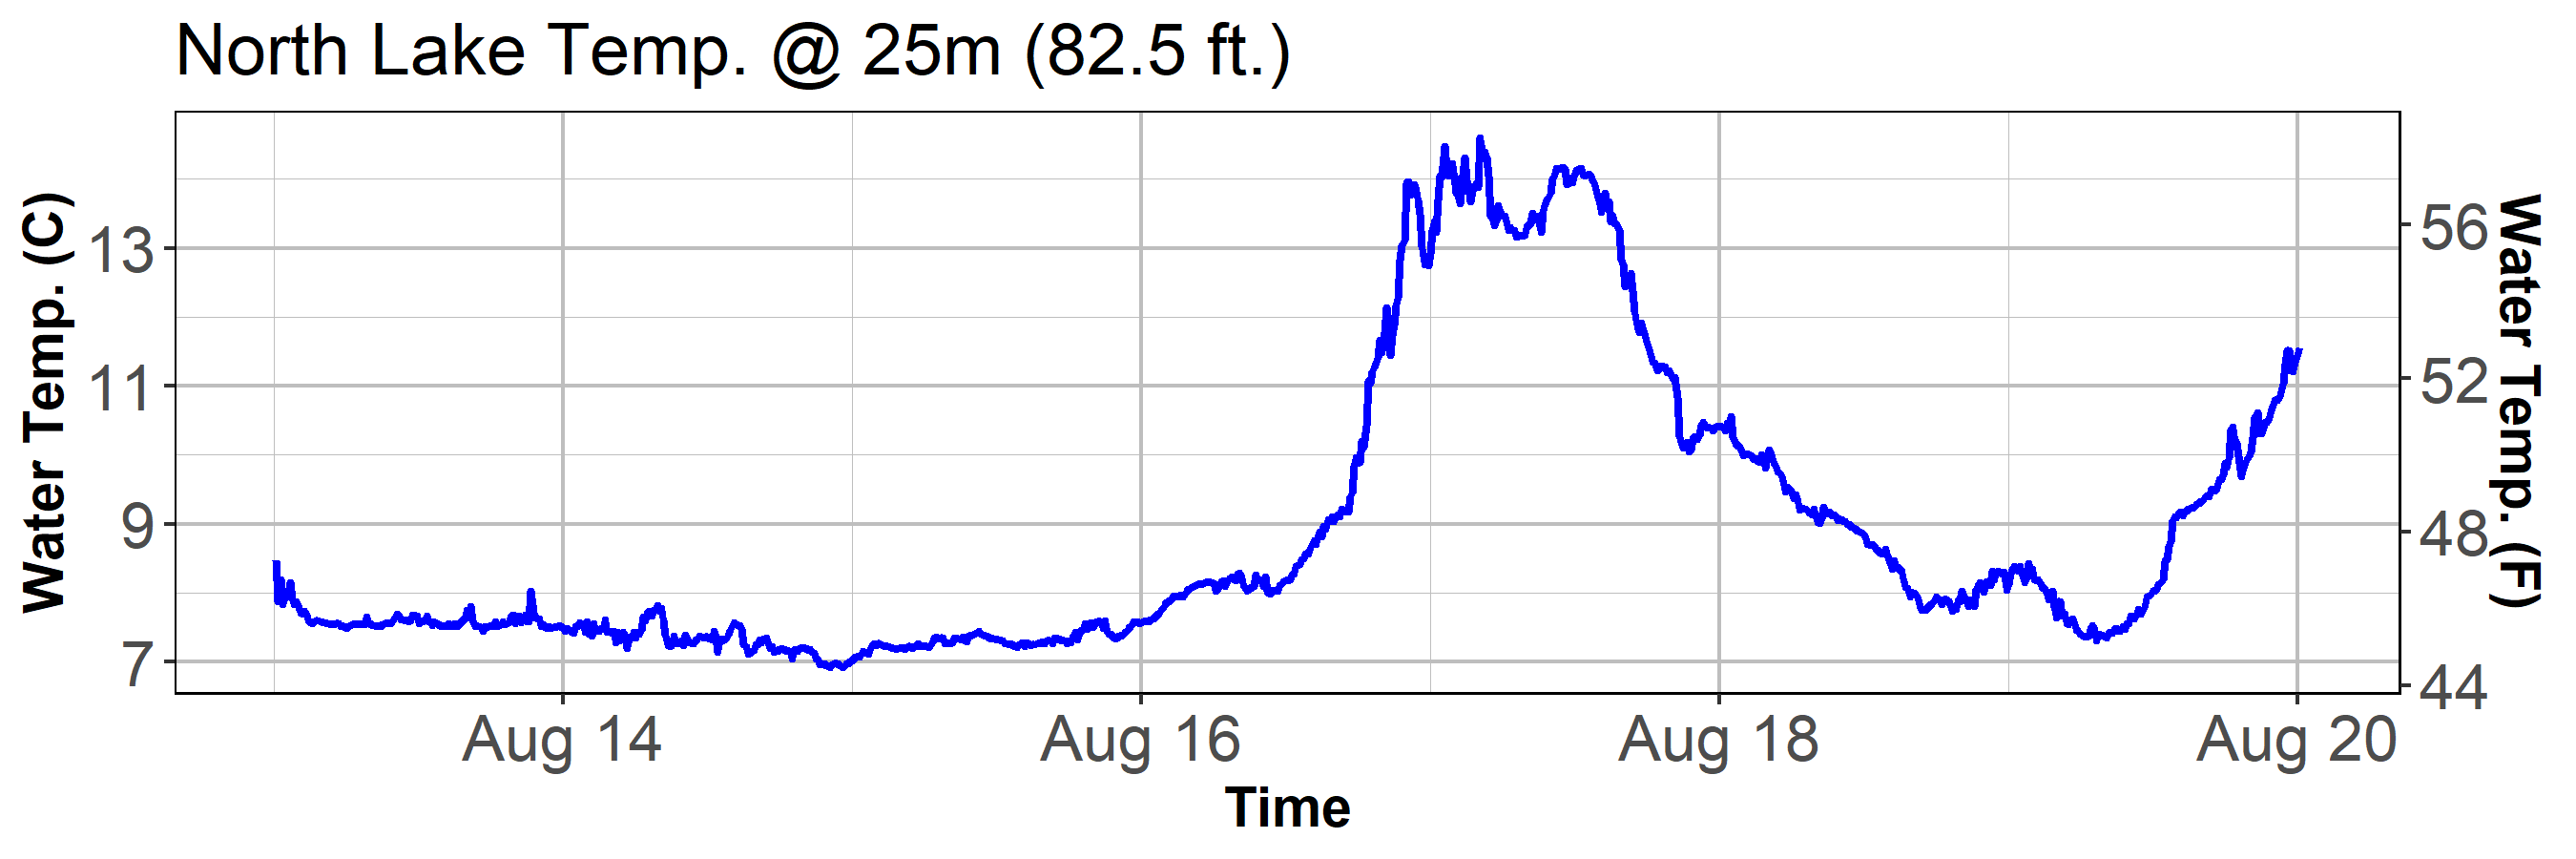 North Lake Temp. @ 25m (82.5 ft.)
Water Temp. (C)
13
11
9
7
56
52
48
44
Water Temp. (F)
Aug 14 Aug 16 Aug 18 Aug 20
Time